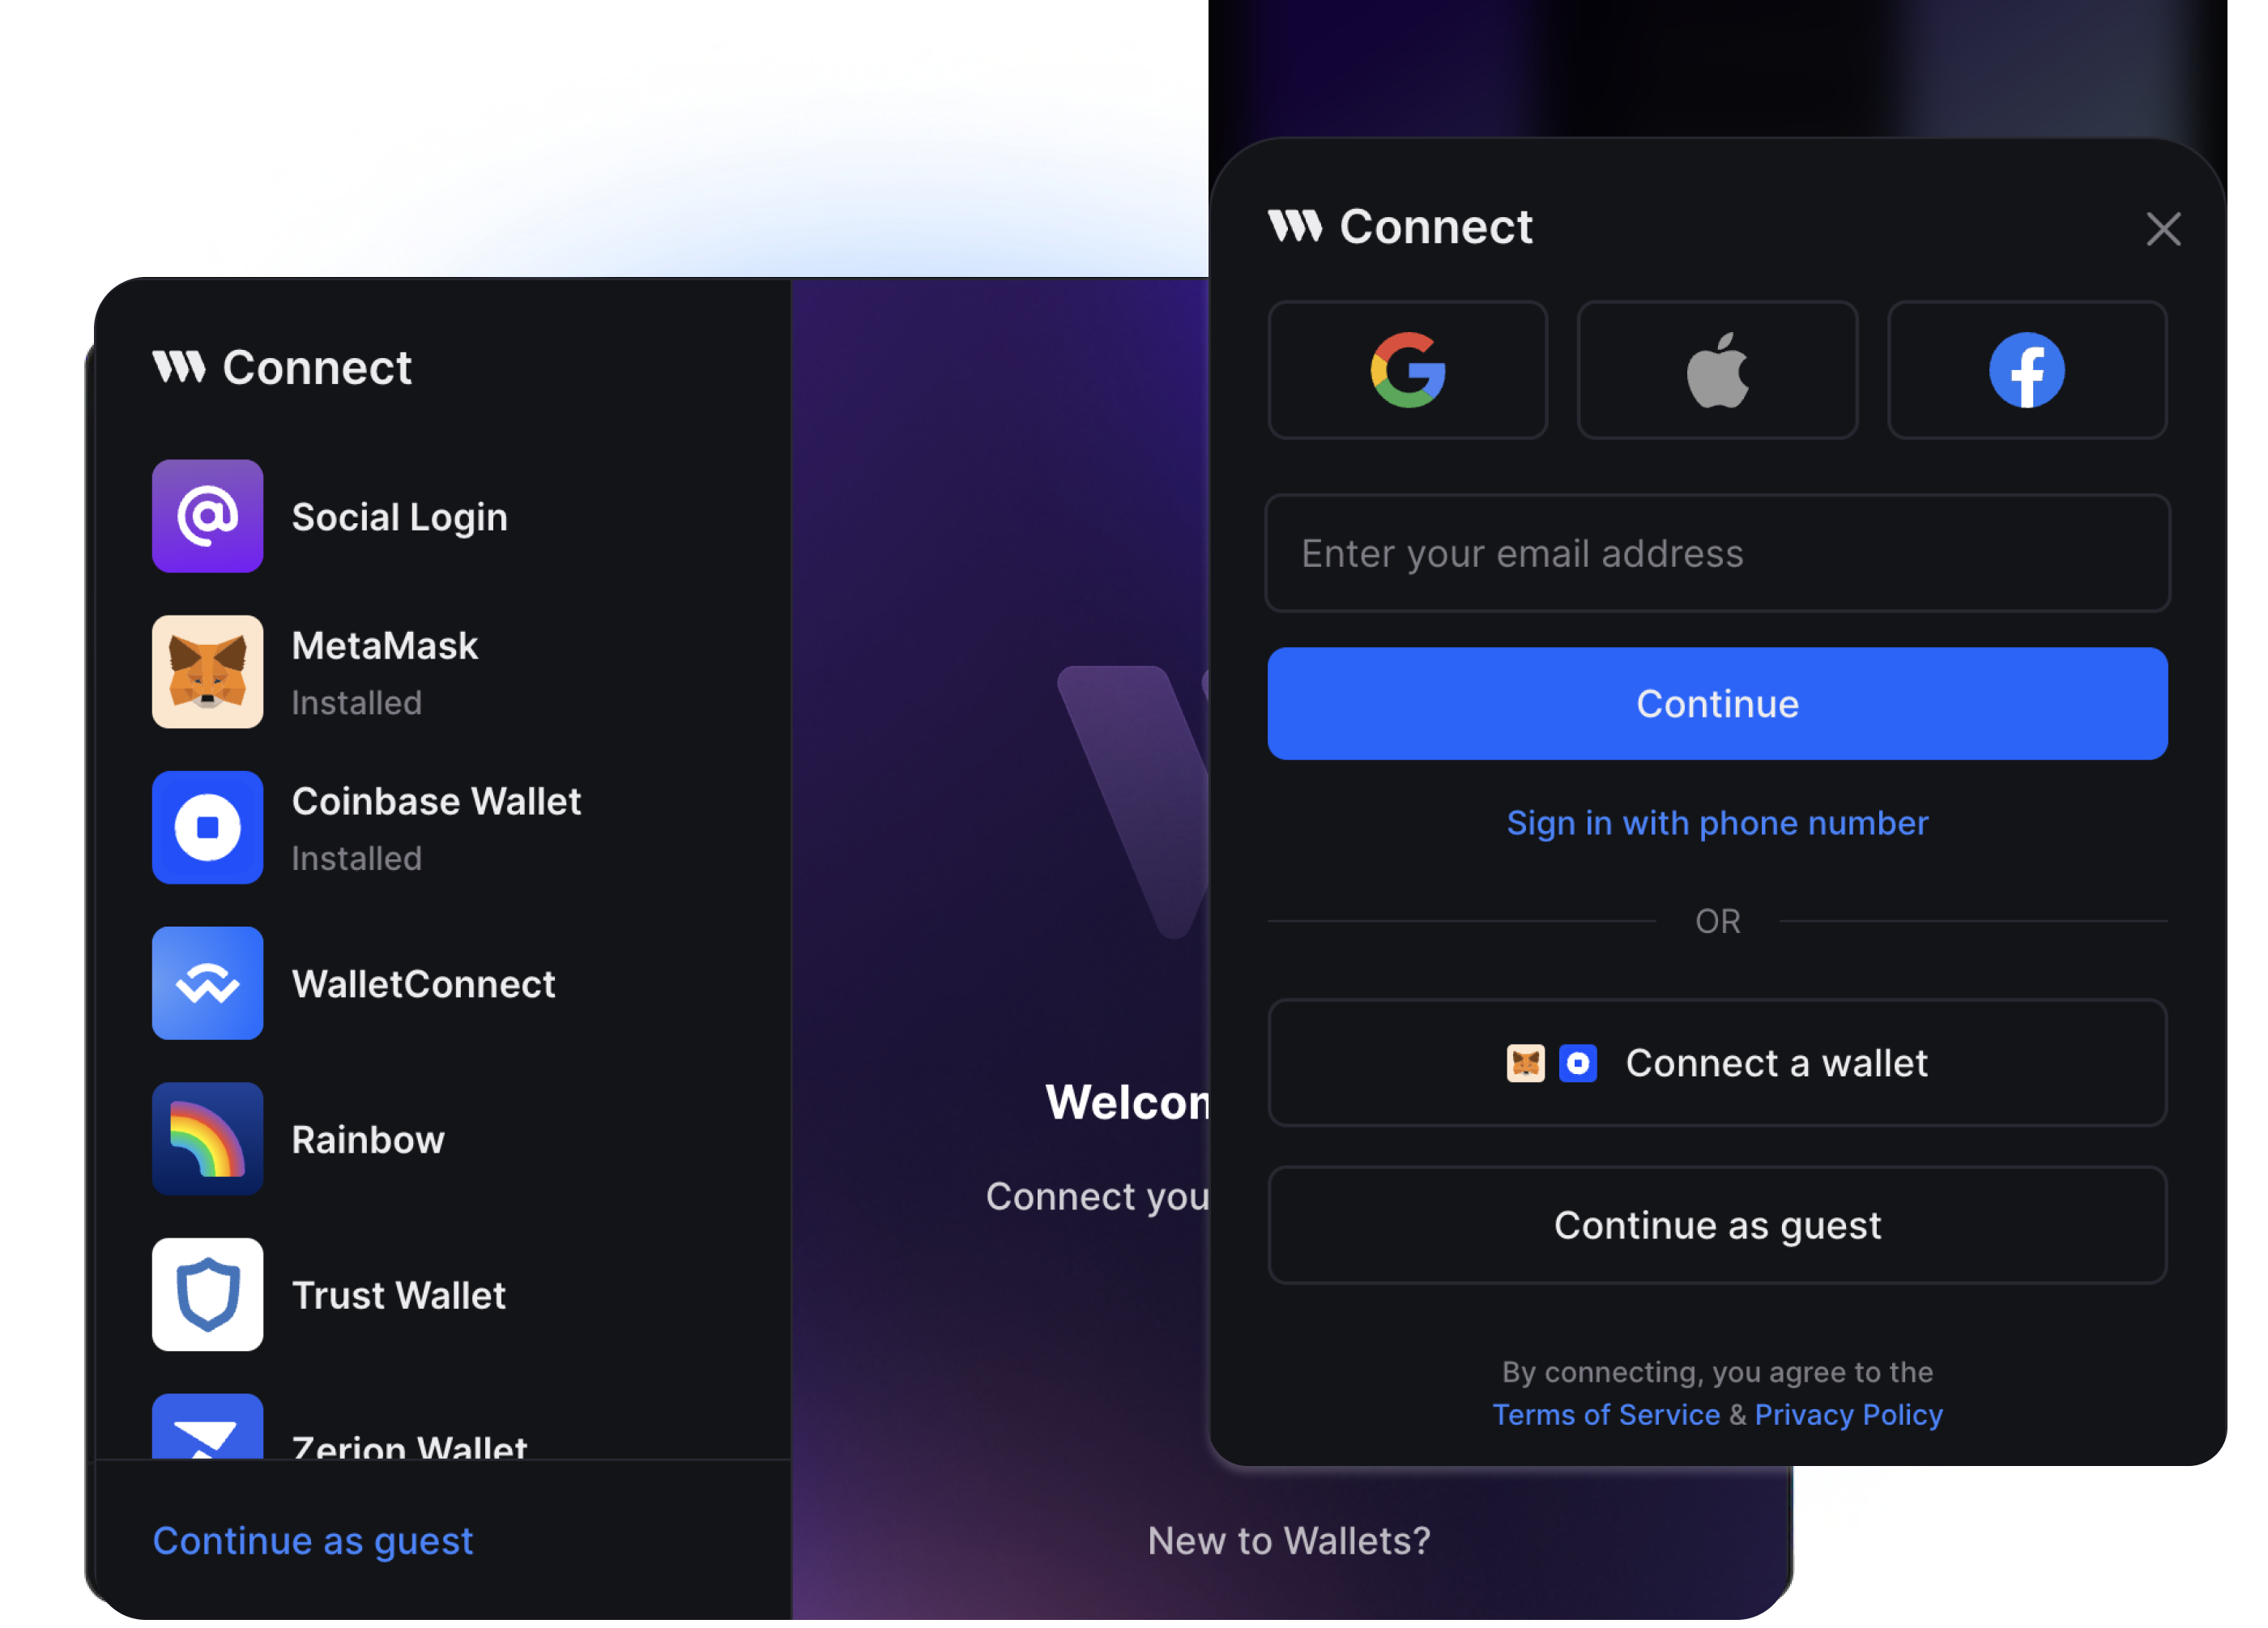 Connect
Social Login
MetaMask
Installed
Coinbase Wallet
Installed
WalletConnect
Rainbow
Trust Wallet
Zerion Wallet
Continue as guest
Connect you
New to Wallets?
Connect
Enter your email address
Continue
Sign in with phone number
OR
Connect a wallet
Continue as guest
By connecting, you agree to the
Terms of Service & Privacy Policy